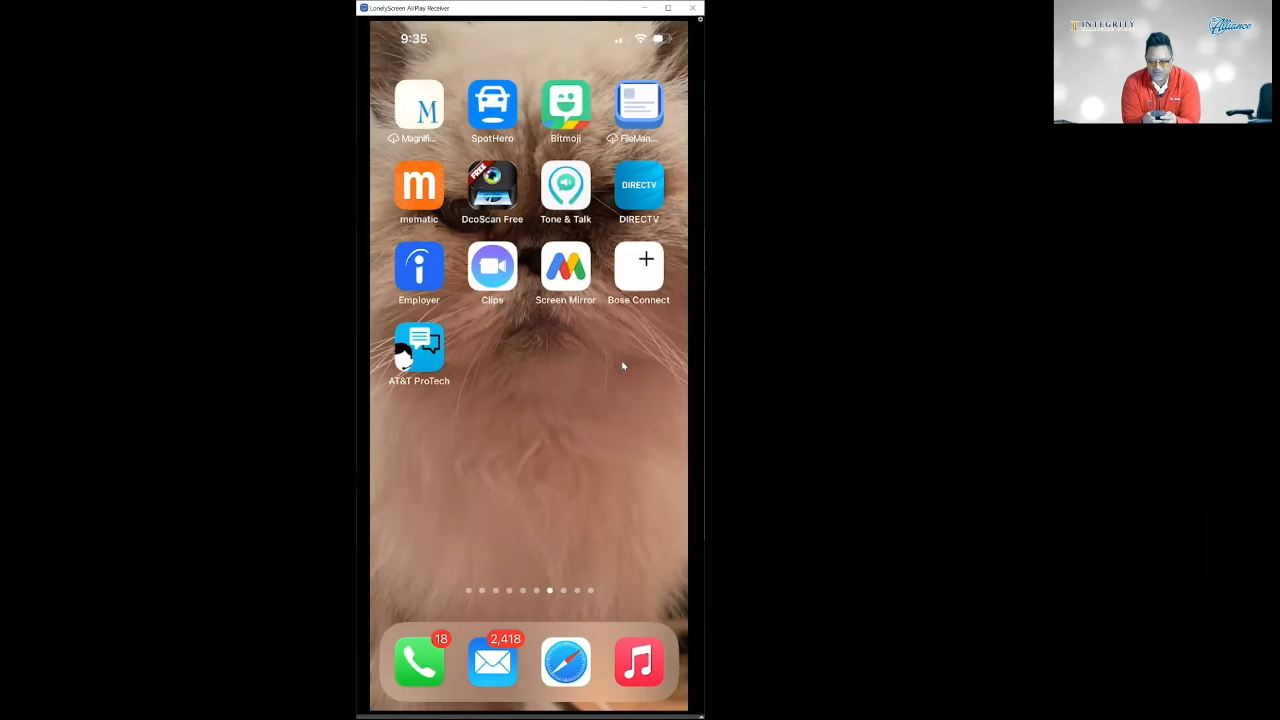 LonelyScreen AirPlay Receiver
INTEGRITY
Alliance
9:35
M
Magnifi...
SpotHero
Bitmoji
FileMan...
m
FREE
DIRECTV
mematic
DcoScan Free
Tone & Talk
DIRECTV
i
Employer
Clips
Screen Mirror
Bose Connect
AT&T ProTech
18
2,418